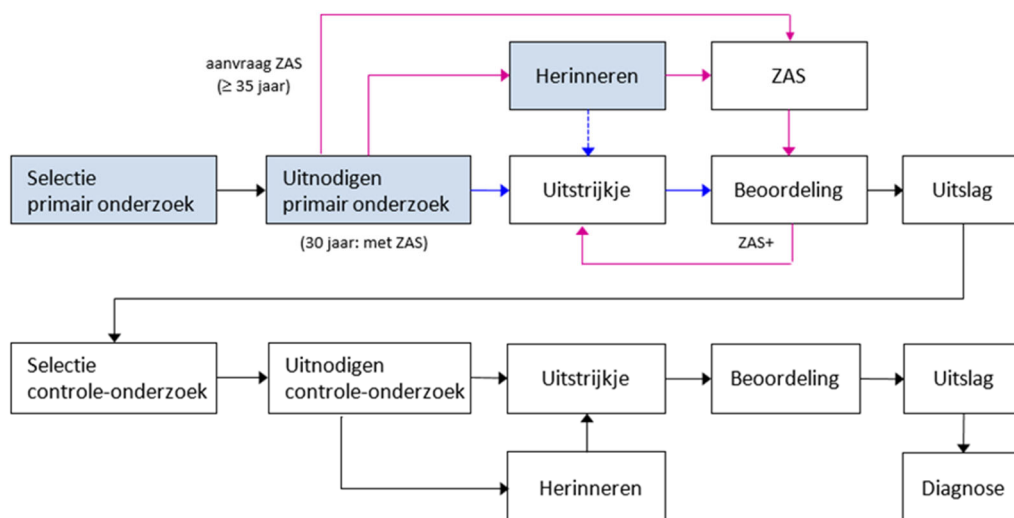 aanvraag ZAS
(≥ 35 jaar)
Herinneren
ZAS
Selectie
primair onderzoek
Uitnodigen
primair onderzoek
Uitstrijkje
Beoordeling
Uitslag
(30 jaar: met ZAS)
ZAS+
Selectie
controle-onderzoek
Uitnodigen
controle-onderzoek
Uitstrijkje
Beoordeling
Uitslag
Herinneren
Diagnose